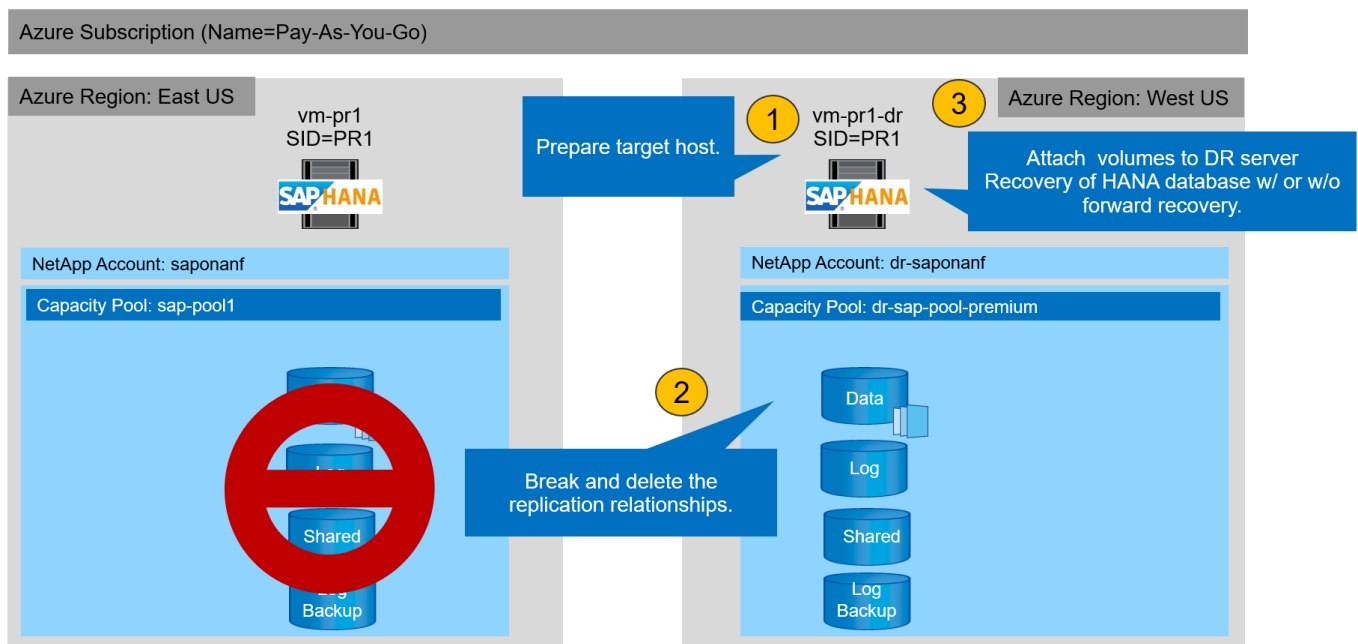 Azure Subscription (Name=Pay-As-You-Go)
Azure Region: East US
vm-pr1
SID=PR1
SAP HANA
NetApp Account: saponanf
Capacity Pool: sap-pool1
Shared
Backup
1
Prepare target host.
2
Break and delete the
replication relationships.
vm-pr1-dr
SID=PR1
SAP HANA
3
Azure Region: West US
Attach volumes to DR server
Recovery of HANA database w/ or w/o
forward recovery.
NetApp Account: dr-saponanf
Capacity Pool: dr-sap-pool-premium
Data
Log
Shared
Log
Backup